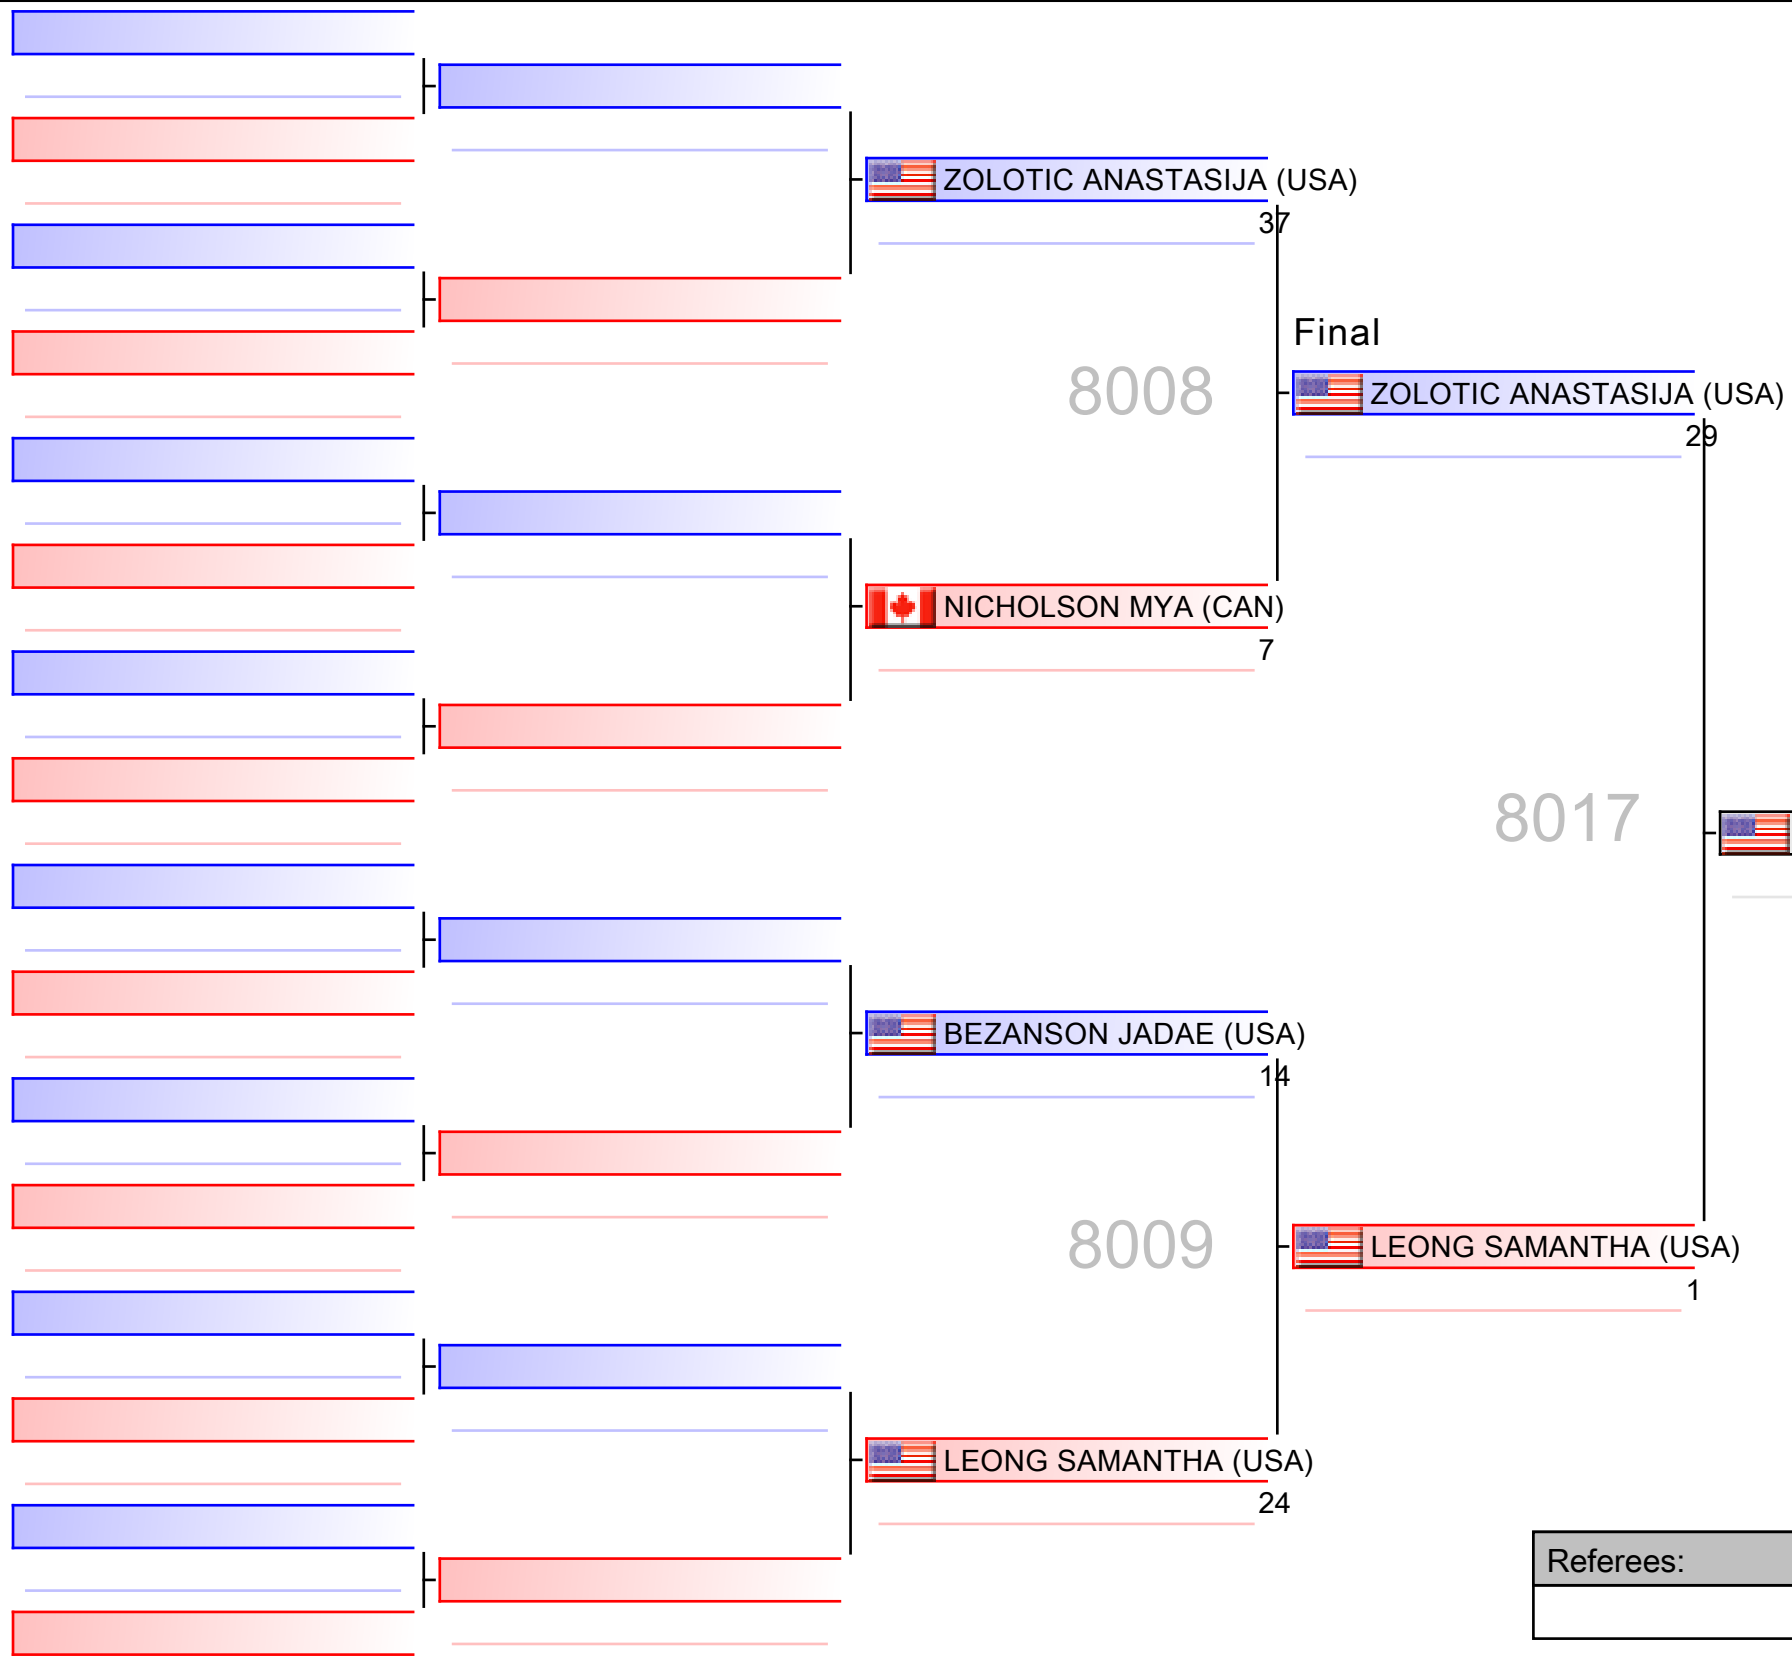 ZOLOTIC ANASTASIJA (USA)
37
Final
8008
ZOLOTIC ANASTASIJA (USA)
29
NICHOLSON MYA (CAN)
7
8017
BEZANSON JADAE (USA)
14
8009
LEONG SAMANTHA (USA)
1
LEONG SAMANTHA (USA)
24
Referees: